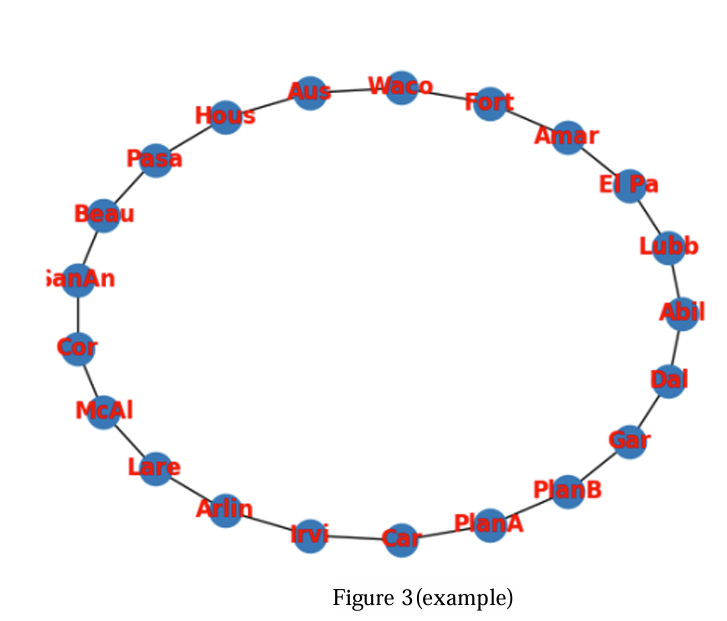 Waco
Aus
Fort
Hous
Amar
Pasa
El Pa
Beau
Lubb
SanAn
Abil
Cor
Dal
McAl
Gar
Lare
PlanB
Arlin
PlanA
Irvi
Car
Figure 3(example)